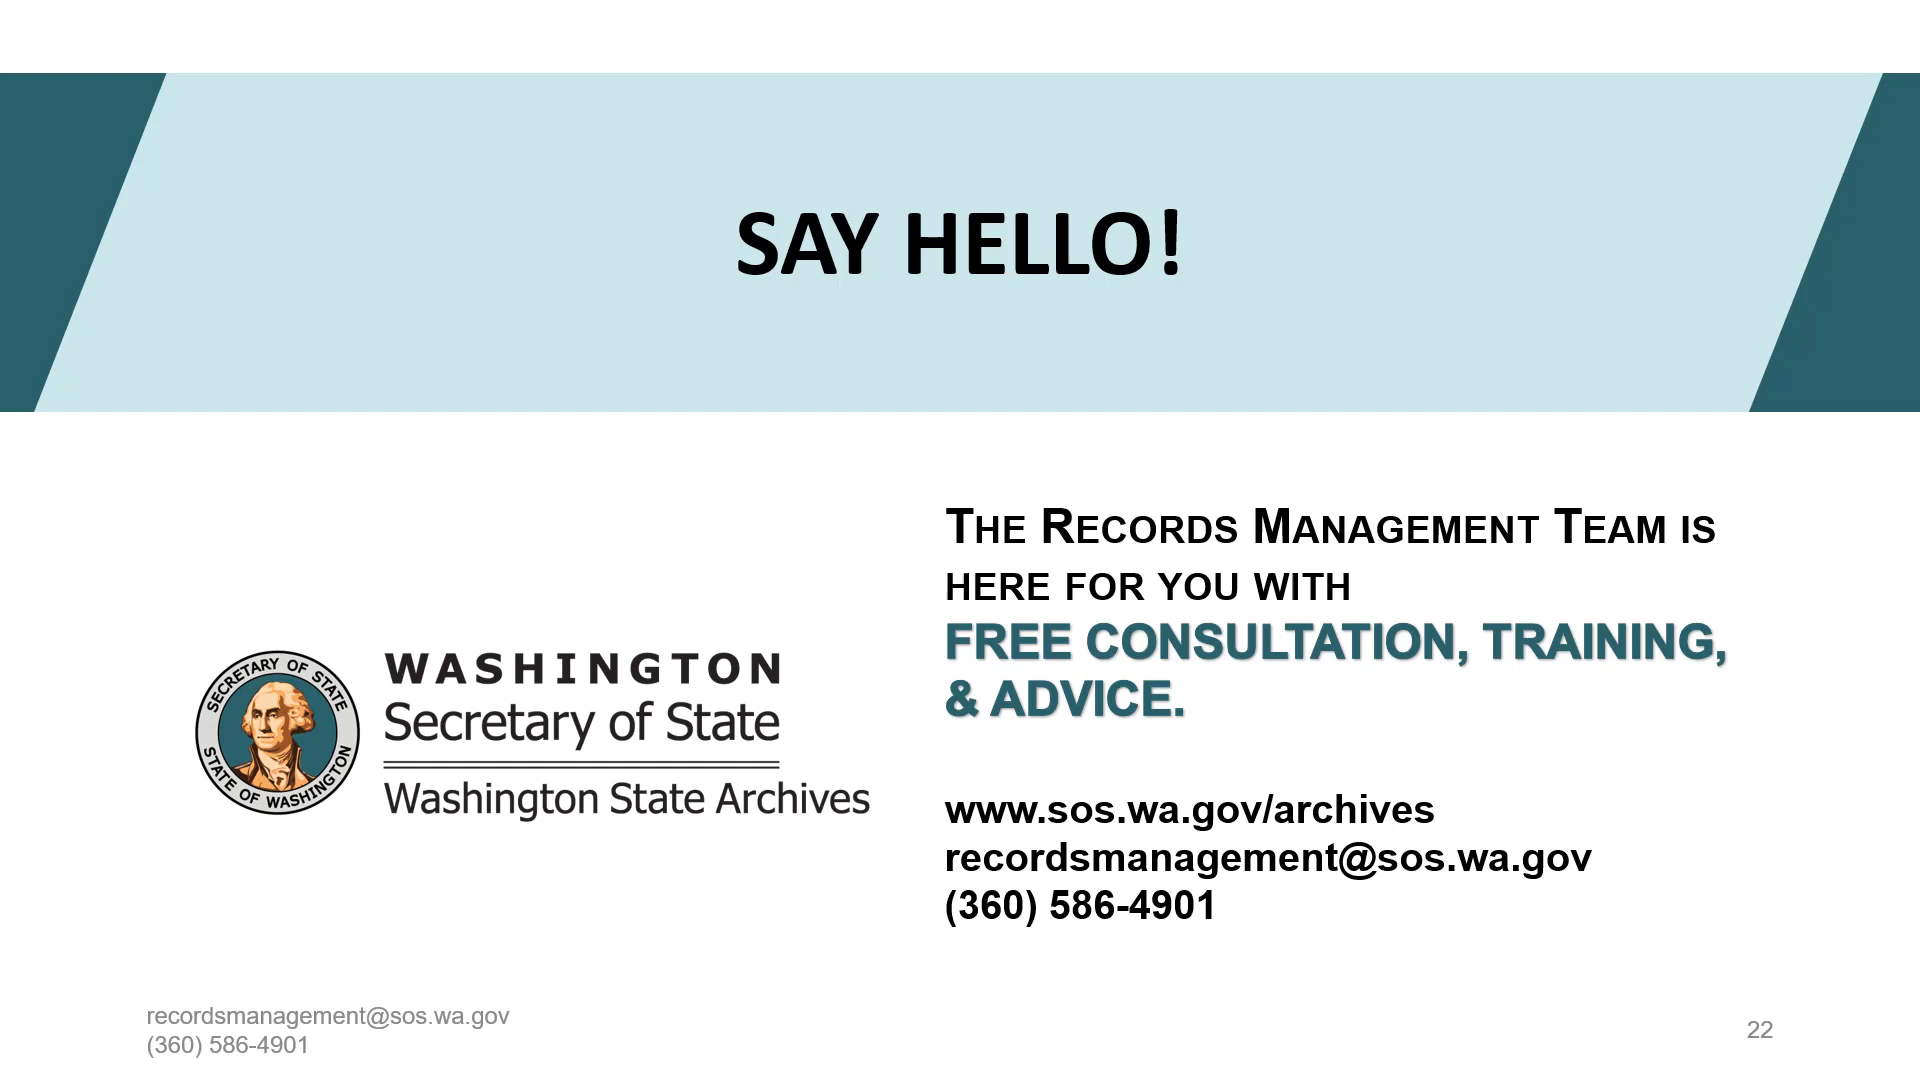 SAY HELLO!
THE RECORDS MANAGEMENT TEAM IS
HERE FOR YOU WITH
FREE CONSULTATION, TRAINING,
& ADVICE.
SECRETARY OF STATE
STATE OF WASHINGTON
WASHINGTON
Secretary of State
Washington State Archives
www.sos.wa.gov/archives
recordsmanagement@sos.wa.gov
(360) 586-4901
recordsmanagement@sos.wa.gov
(360) 586-4901
22